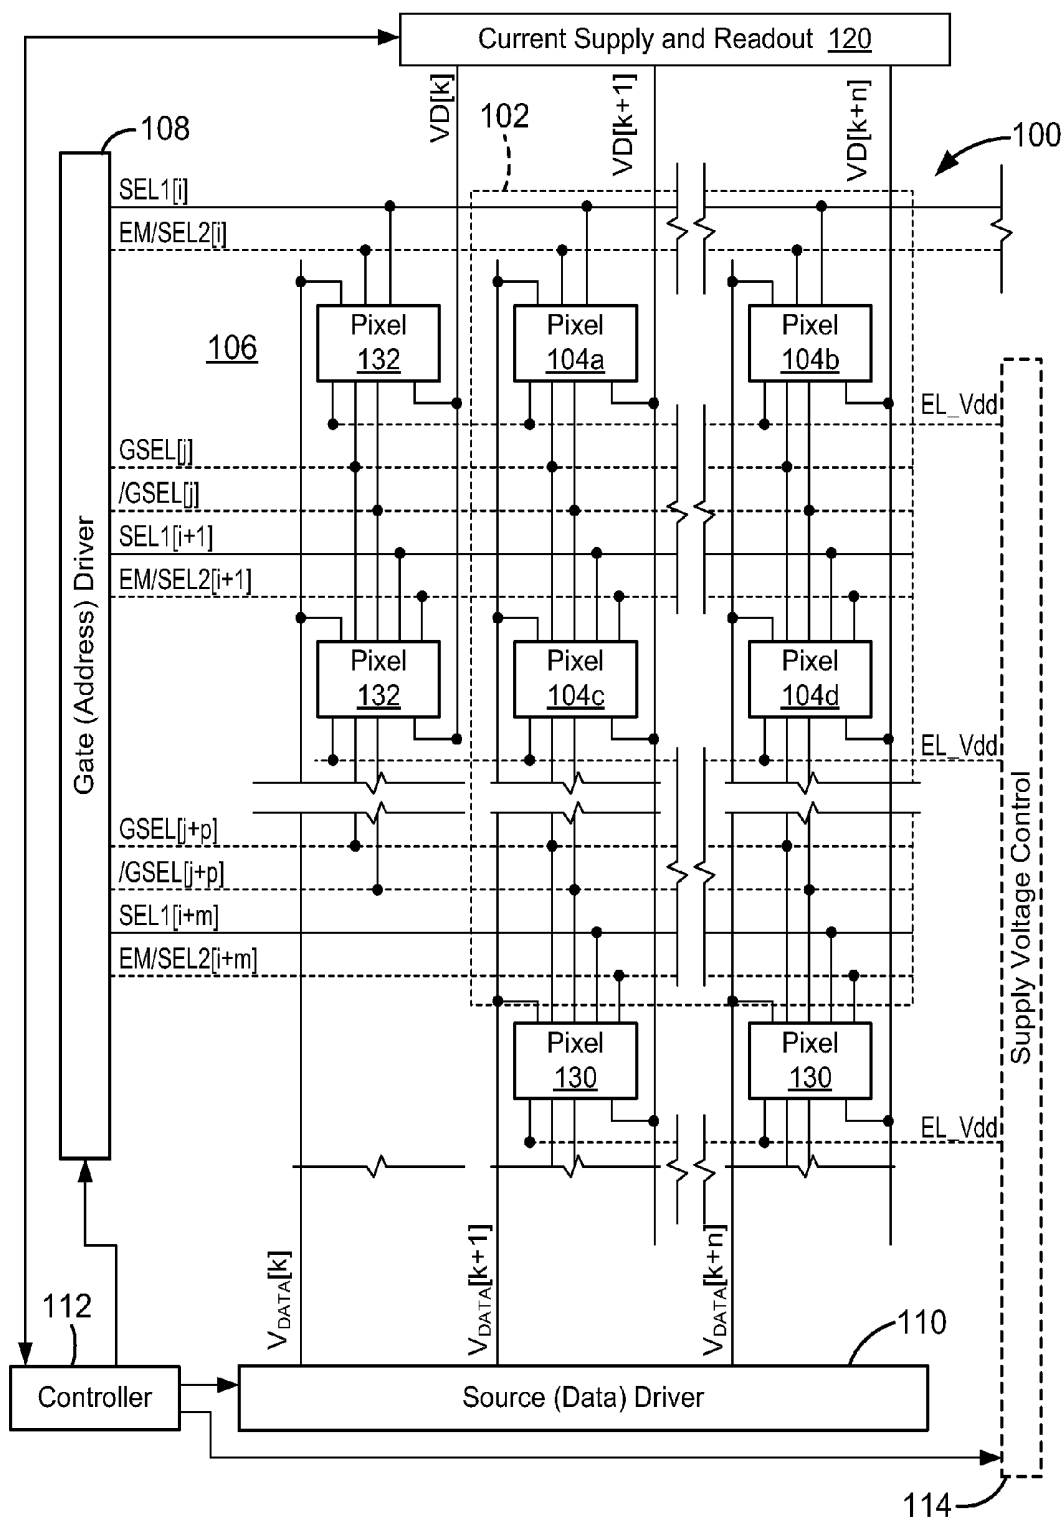 Current Supply and Readout 120
VD[k]
VD[k+1]
VD[k+n]
102
108
100
SEL1[i]
EM/SEL2[i]
106
Pixel
132
Pixel
104a
Pixel
104b
EL_Vdd
GSEL[j]
/GSEL[j]
SEL1[i+1]
EM/SEL2[i+1]
Gate (Address) Driver
Pixel
132
Pixel
104c
Pixel
104d
EL_Vdd
Supply Voltage Control
GSEL[j+p]
/GSEL[j+p]
SEL1[i+m]
EM/SEL2[i+m]
Pixel
130
Pixel
130
EL_Vdd
VDATA[k]
VDATA[k+1]
VDATA[k+n]
112
110
Controller
Source (Data) Driver
114